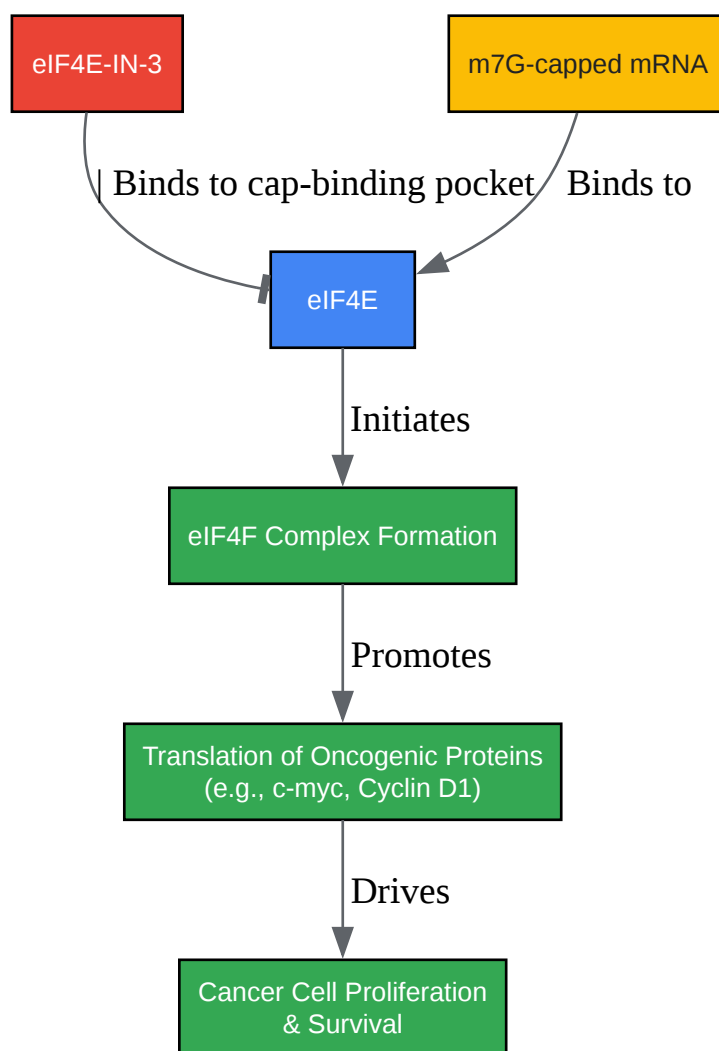 eIF4E-IN-3
m7G-capped mRNA
| Binds to cap-binding pocket
Binds to
eIF4E
Initiates
eIF4F Complex Formation
Promotes
Translation of Oncogenic Proteins
(e.g., c-myc, Cyclin D1)
Drives
Cancer Cell Proliferation
& Survival